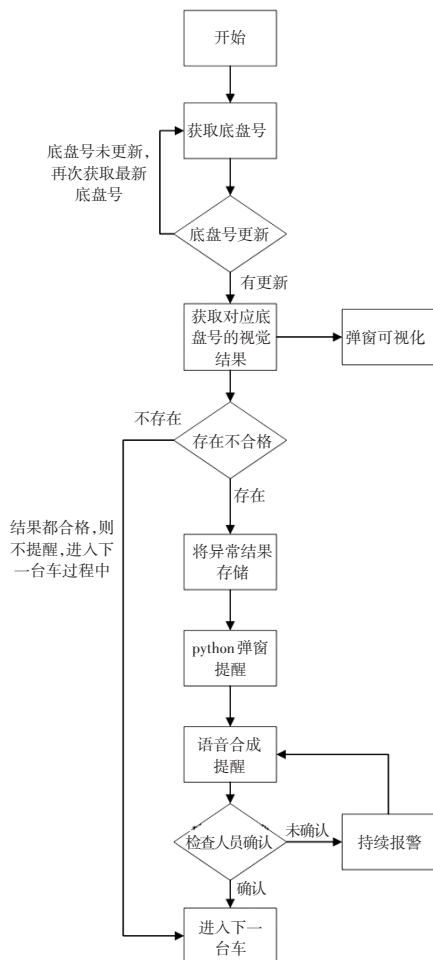 开始
获取底盘号
底盘号未更新，
再次获取最新
底盘号
底盘号更新
有更新
获取对应底
盘号的视觉
结果
弹窗可视化
不存在
存在不合格
存在
结果都合格，则
不提醒，进入下
一台车过程中
将异常结果
存储
python弹窗
提醒
语音合成
提醒
检查人员确认
未确认
持续报警
确认
进入下一
台车